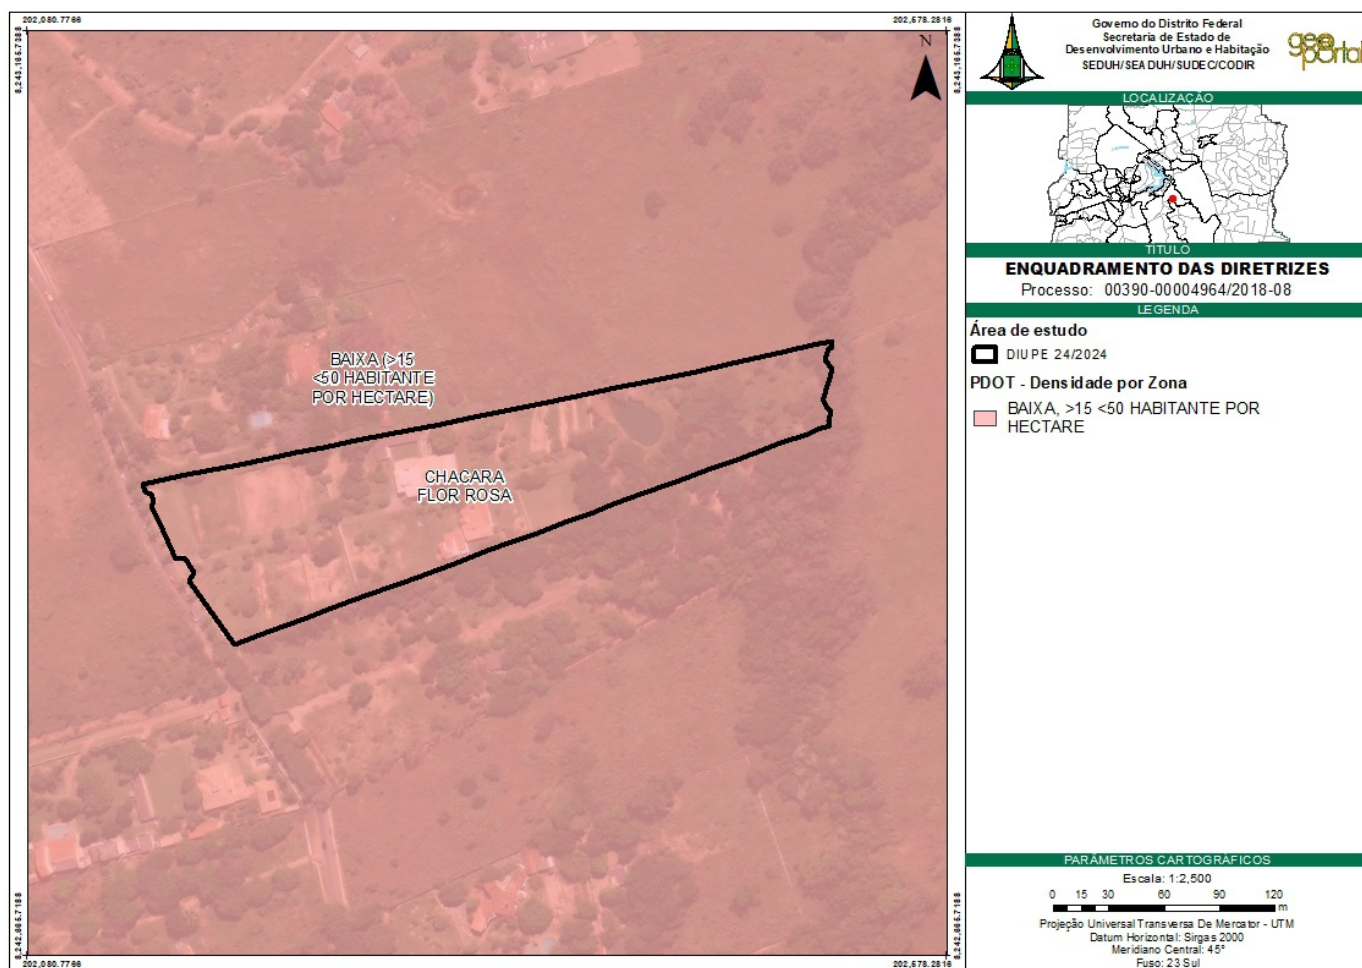 202,080.7766
202,578.2816
8,243,165.7388
8,243,165.7388
N
BAIXA (>15
<50 HABITANTE
POR HECTARE)
CHACARA
FLOR ROSA
8,242,665.7188
8,242,665.7188
202,080.7766
202,578.2816
Governo do Distrito Federal
Secretaria de Estado de
Desenvolvimento Urbano e Habitação
SEDUH/SEADUH/SUDEC/CODIR
geo
portal
LOCALIZAÇÃO
TÍTULO
ENQUADRAMENTO DAS DIRETRIZES
Processo: 00390-00004964/2018-08
LEGENDA
Área de estudo
DIUPE 24/2024
PDOT - Densidade por Zona
BAIXA, >15 <50 HABITANTE POR
HECTARE
PARÂMETROS CARTOGRÁFICOS
Escala: 1:2,500
0 15 30 60 90 120
m
Projeção Universal Transversa De Mercator - UTM
Datum Horizontal: Sirgas 2000
Meridiano Central: 45°
Fuso: 23 Sul